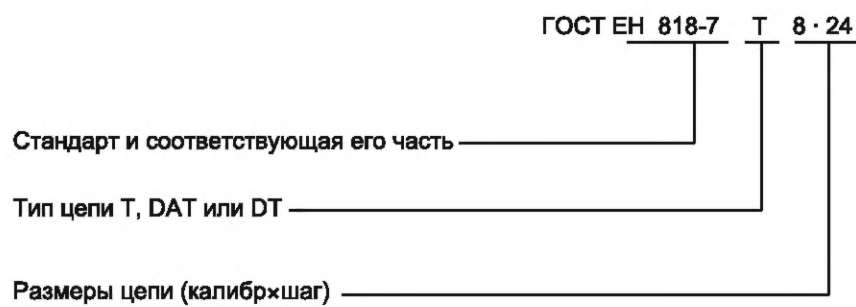 ГОСТ ЕН 818-7 Т 8 · 24
Стандарт и соответствующая его часть
Тип цепи Т, DAT или DT
Размеры цепи (калибр×шаг)